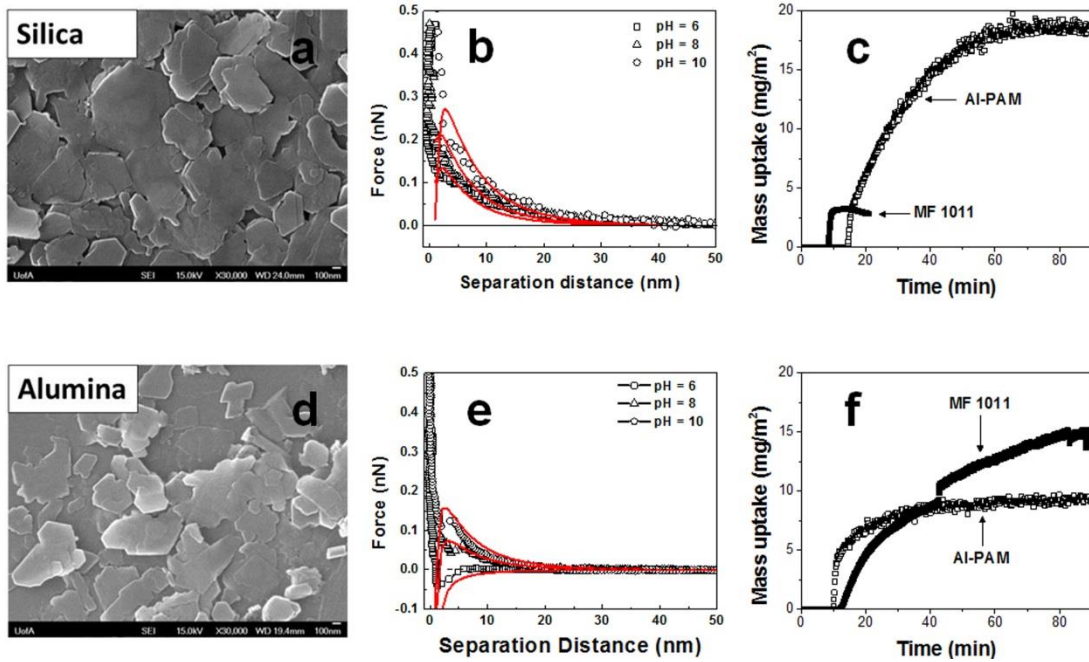 Silica
a
UofA SEI 15.0kV X30,000 WD 24.0mm 100nm
b
pH = 6
pH = 8
pH = 10
Force (nN)
0.5
0.4
0.3
0.2
0.1
0.0
0 10 20 30 40 50
Separation distance (nm)
c
Al-PAM
MF 1011
Mass uptake (mg/m²)
20
15
10
5
0
0 20 40 60 80
Time (min)
Alumina
d
UofA SEI 15.0kV X30,000 WD 19.4mm 100nm
e
pH = 6
pH = 8
pH = 10
Force (nN)
0.5
0.4
0.3
0.2
0.1
0.0
-0.1
0 10 20 30 40 50
Separation Distance (nm)
f
MF 1011
Al-PAM
Mass uptake (mg/m²)
20
15
10
5
0
0 20 40 60 80
Time (min)